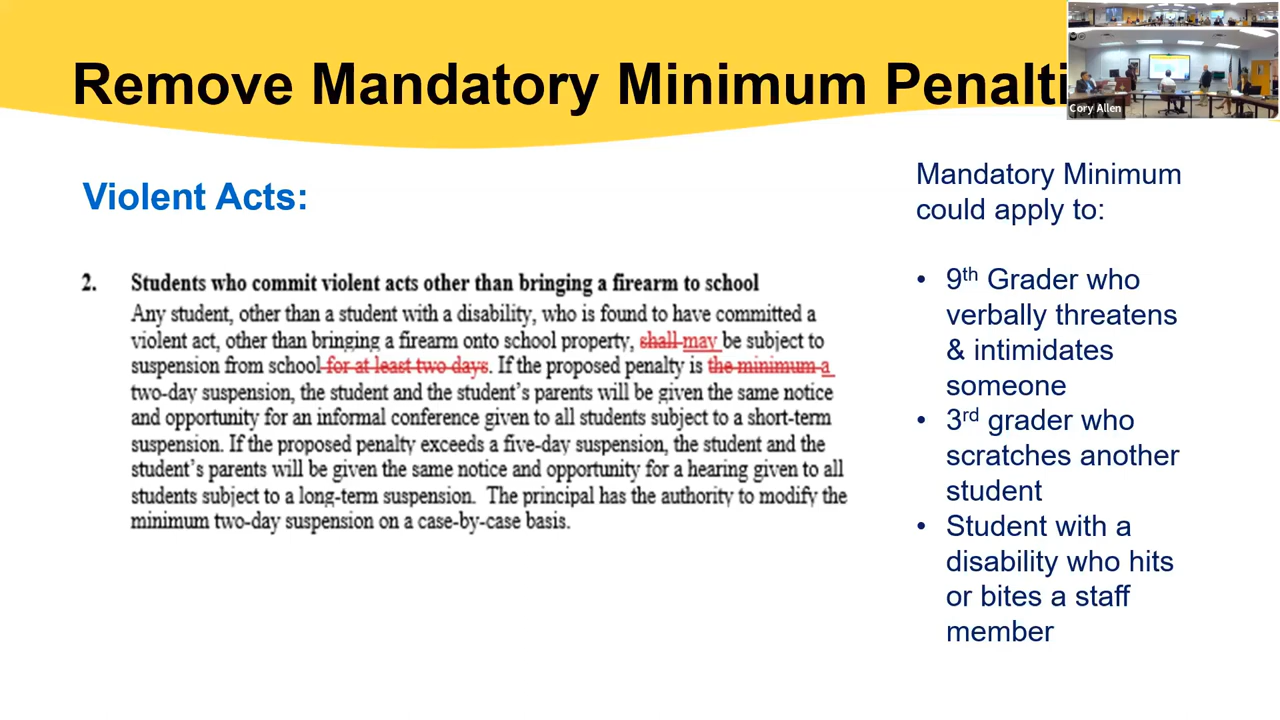 Remove Mandatory Minimum Penalti
Cory Allen
Violent Acts:
2. Students who commit violent acts other than bringing a firearm to school
Any student, other than a student with a disability, who is found to have committed a
violent act, other than bringing a firearm onto school property, shall may be subject to
suspension from school for at least two days. If the proposed penalty is the minimum a
two-day suspension, the student and the student's parents will be given the same notice
and opportunity for an informal conference given to all students subject to a short-term
suspension. If the proposed penalty exceeds a five-day suspension, the student and the
student's parents will be given the same notice and opportunity for a hearing given to all
students subject to a long-term suspension. The principal has the authority to modify the
minimum two-day suspension on a case-by-case basis.
Mandatory Minimum
could apply to:
• 9th Grader who
verbally threatens
& intimidates
someone
• 3rd grader who
scratches another
student
• Student with a
disability who hits
or bites a staff
member